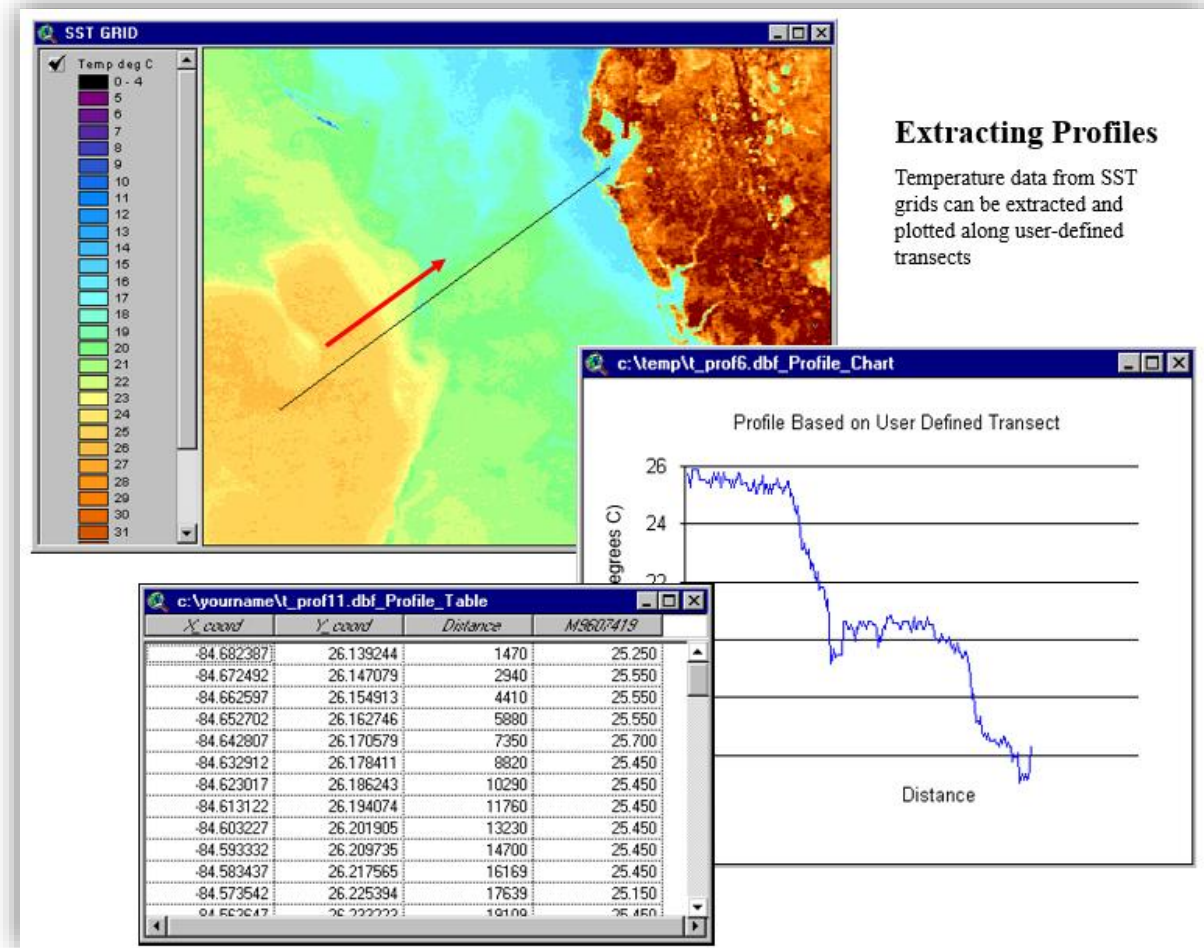 SST GRID
Temp deg C
0 - 4
5
6
7
8
9
10
11
12
13
14
15
16
17
18
19
20
21
22
23
24
25
26
27
28
29
30
31
Extracting Profiles
Temperature data from SST
grids can be extracted and
plotted along user-defined
transects
c:\temp\t_prof6.dbf_Profile_Chart
Profile Based on User Defined Transect
26
24
22
egrees C)
Distance
c:\yourname\t_prof11.dbf_Profile_Table
X_coord Y_coord Distance M9607419
-84.682387 26.139244 1470 25.250
-84.672492 26.147079 2940 25.550
-84.662597 26.154913 4410 25.550
-84.652702 26.162746 5880 25.550
-84.642807 26.170579 7350 25.700
-84.632912 26.178411 8820 25.450
-84.623017 26.186243 10290 25.450
-84.613122 26.194074 11760 25.450
-84.603227 26.201905 13230 25.450
-84.593332 26.209735 14700 25.450
-84.583437 26.217565 16169 25.450
-84.573542 26.225394 17639 25.150
-84.563647 26.233223 19109 25.450